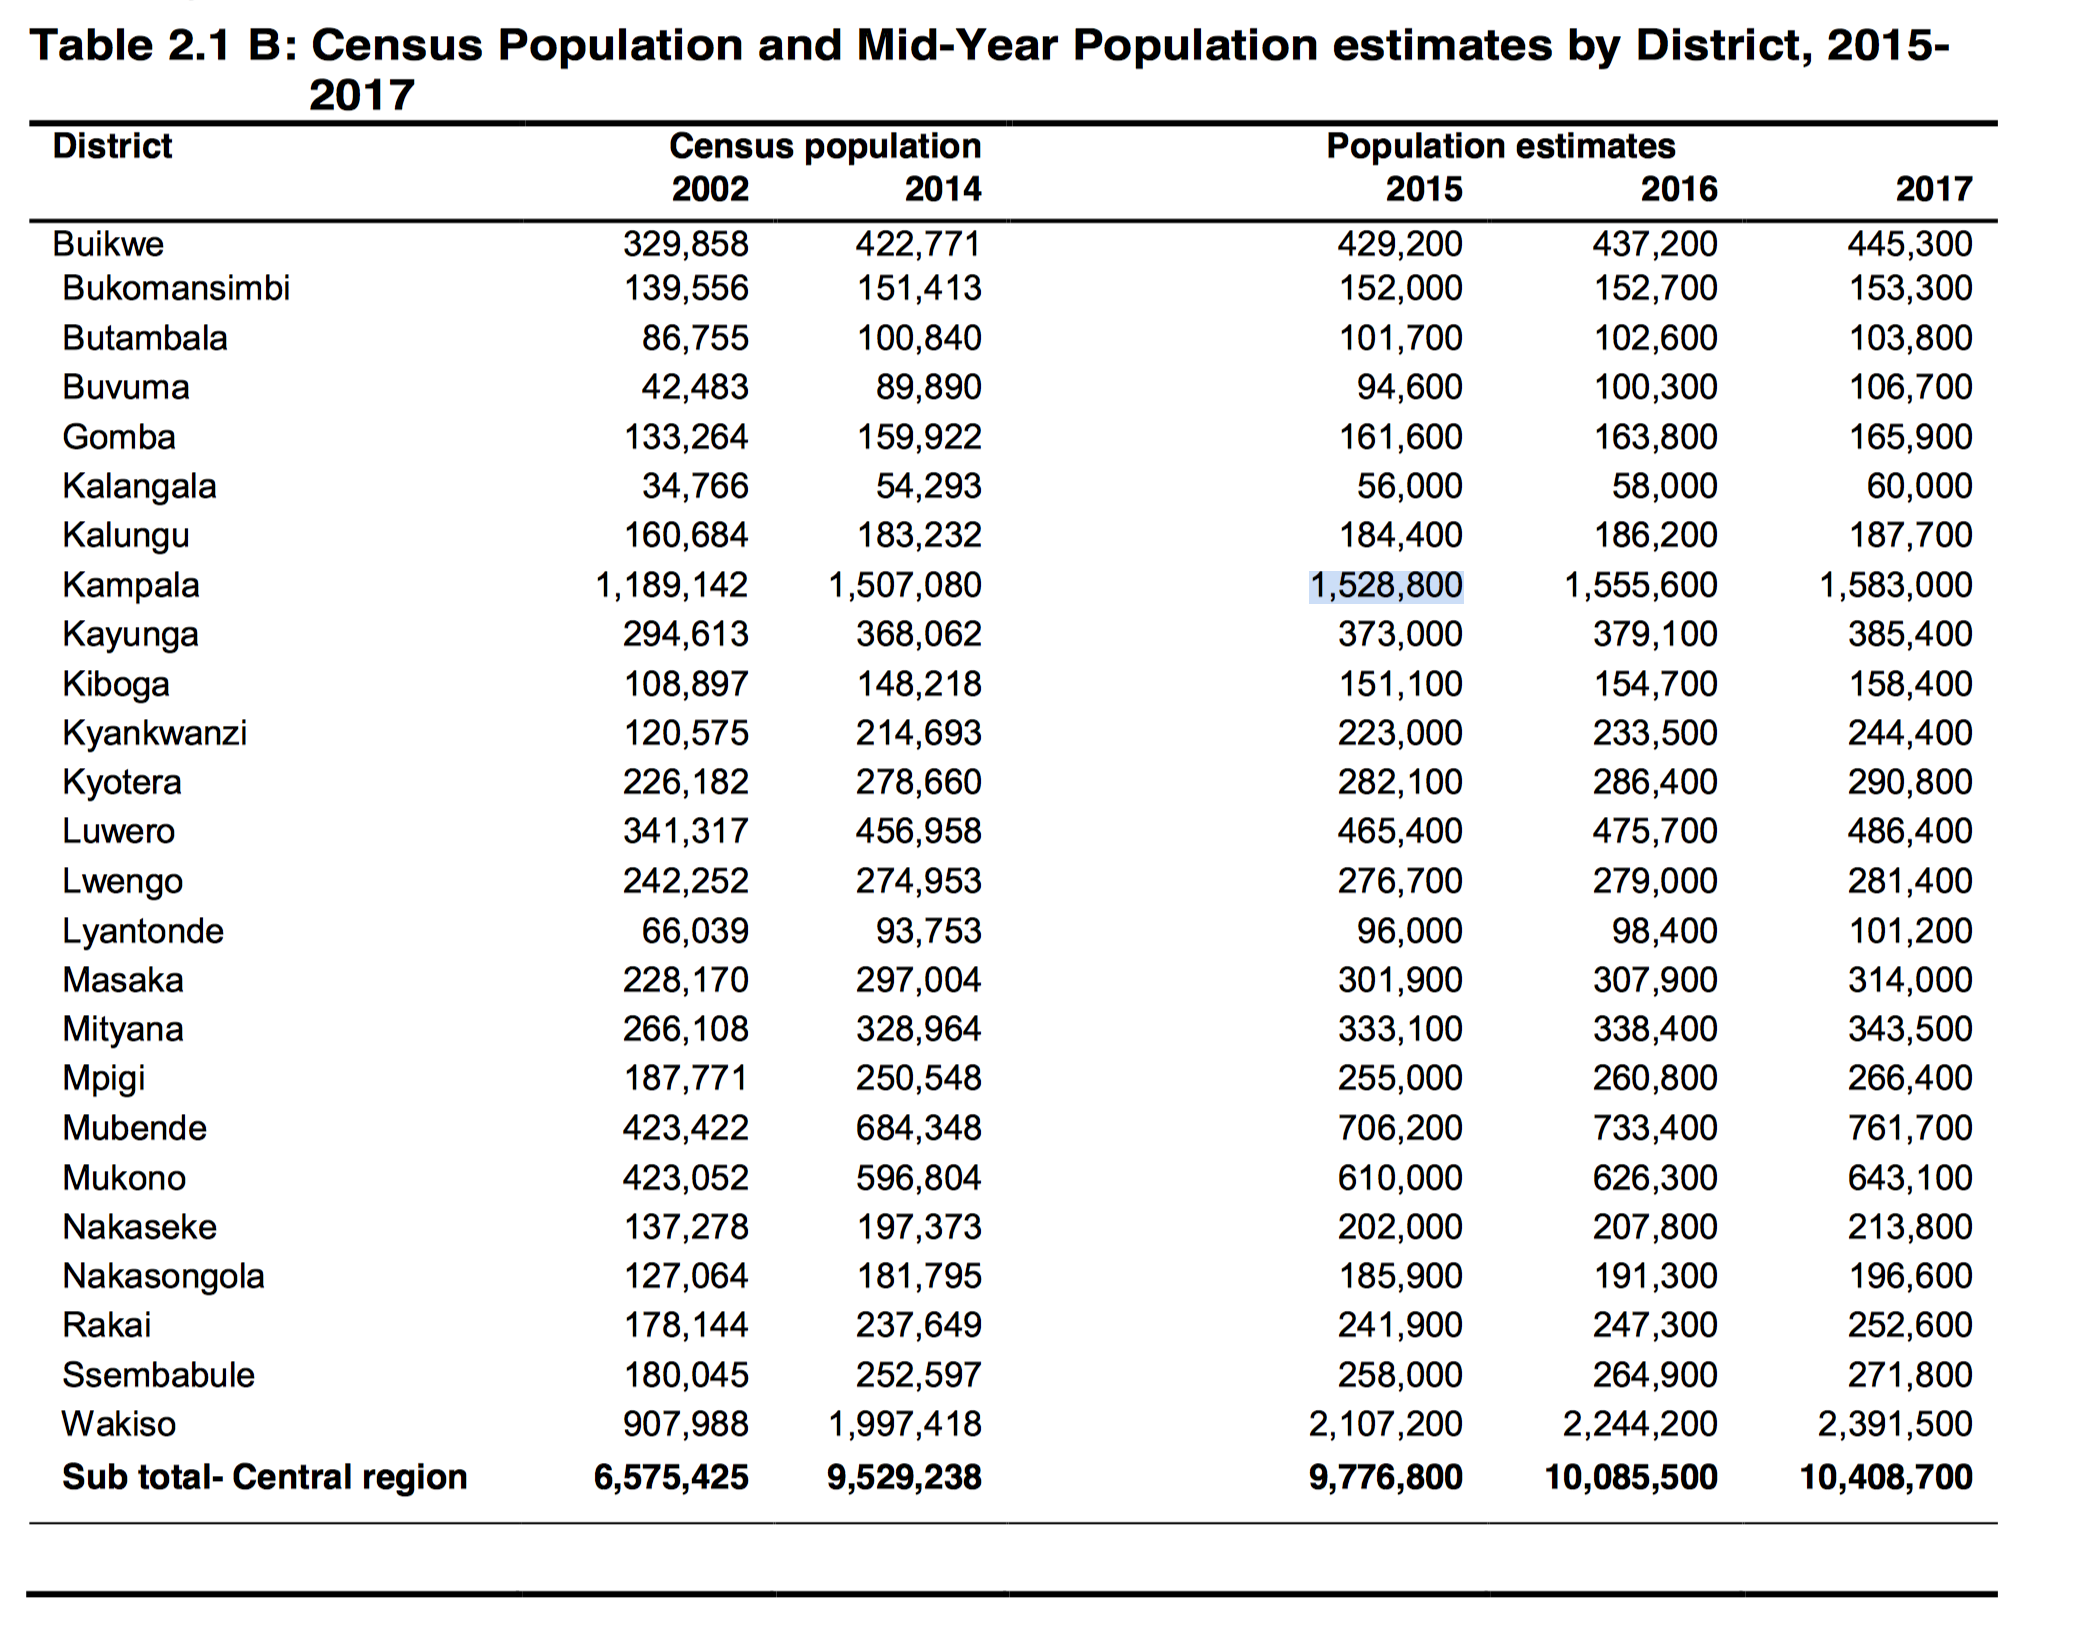 Table 2.1 B: Census Population and Mid-Year Population estimates by District, 2015-
2017
District Census population Population estimates
2002 2014 2015 2016 2017
Buikwe 329,858 422,771 429,200 437,200 445,300
Bukomansimbi 139,556 151,413 152,000 152,700 153,300
Butambala 86,755 100,840 101,700 102,600 103,800
Buvuma 42,483 89,890 94,600 100,300 106,700
Gomba 133,264 159,922 161,600 163,800 165,900
Kalangala 34,766 54,293 56,000 58,000 60,000
Kalungu 160,684 183,232 184,400 186,200 187,700
Kampala 1,189,142 1,507,080 1,528,800 1,555,600 1,583,000
Kayunga 294,613 368,062 373,000 379,100 385,400
Kiboga 108,897 148,218 151,100 154,700 158,400
Kyankwanzi 120,575 214,693 223,000 233,500 244,400
Kyotera 226,182 278,660 282,100 286,400 290,800
Luwero 341,317 456,958 465,400 475,700 486,400
Lwengo 242,252 274,953 276,700 279,000 281,400
Lyantonde 66,039 93,753 96,000 98,400 101,200
Masaka 228,170 297,004 301,900 307,900 314,000
Mityana 266,108 328,964 333,100 338,400 343,500
Mpigi 187,771 250,548 255,000 260,800 266,400
Mubende 423,422 684,348 706,200 733,400 761,700
Mukono 423,052 596,804 610,000 626,300 643,100
Nakaseke 137,278 197,373 202,000 207,800 213,800
Nakasongola 127,064 181,795 185,900 191,300 196,600
Rakai 178,144 237,649 241,900 247,300 252,600
Ssembabule 180,045 252,597 258,000 264,900 271,800
Wakiso 907,988 1,997,418 2,107,200 2,244,200 2,391,500
Sub total- Central region 6,575,425 9,529,238 9,776,800 10,085,500 10,408,700